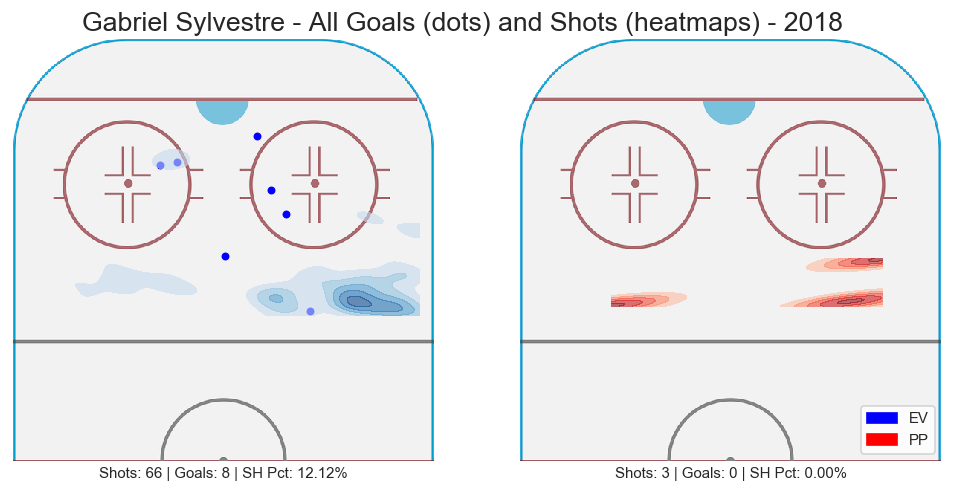 Gabriel Sylvestre - All Goals (dots) and Shots (heatmaps) - 2018
EV
PP
Shots: 66 | Goals: 8 | SH Pct: 12.12%
Shots: 3 | Goals: 0 | SH Pct: 0.00%